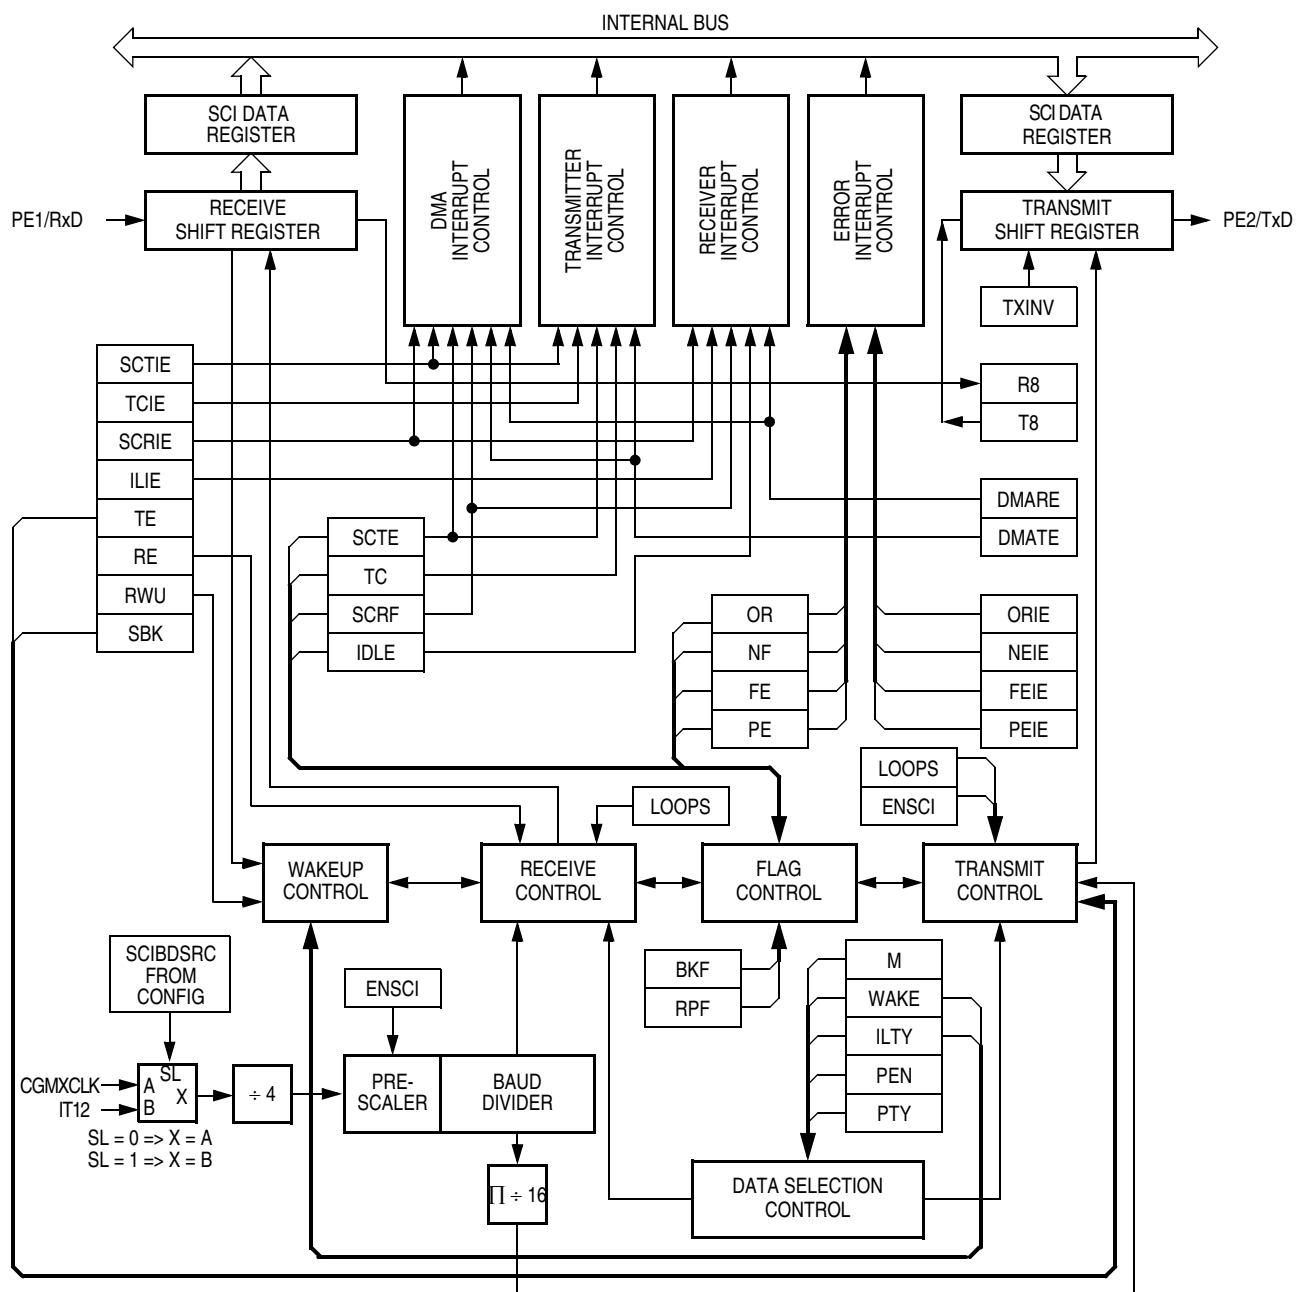 INTERNAL BUS
SCI DATA
REGISTER
DMA
INTERRUPT
CONTROL
TRANSMITTER
INTERRUPT
CONTROL
RECEIVER
INTERRUPT
CONTROL
ERROR
INTERRUPT
CONTROL
SCI DATA
REGISTER
PE1/RxD
RECEIVE
SHIFT REGISTER
TRANSMIT
SHIFT REGISTER
PE2/TxD
TXINV
SCTIE
TCIE
SCRIE
ILIE
TE
RE
RWU
SBK
R8
T8
DMARE
DMATE
SCTE
TC
SCRF
IDLE
OR
NF
FE
PE
ORIE
NEIE
FEIE
PEIE
LOOPS
LOOPS
ENSCI
WAKEUP
CONTROL
RECEIVE
CONTROL
FLAG
CONTROL
TRANSMIT
CONTROL
SCIBDSRC
FROM
CONFIG
ENSCI
BKF
RPF
M
WAKE
ILTY
PEN
PTY
CGMXCLK
IT12
SL
A
X
B
÷ 4
PRE-
SCALER
BAUD
DIVIDER
SL = 0 => X = A
SL = 1 => X = B
∏ ÷ 16
DATA SELECTION
CONTROL